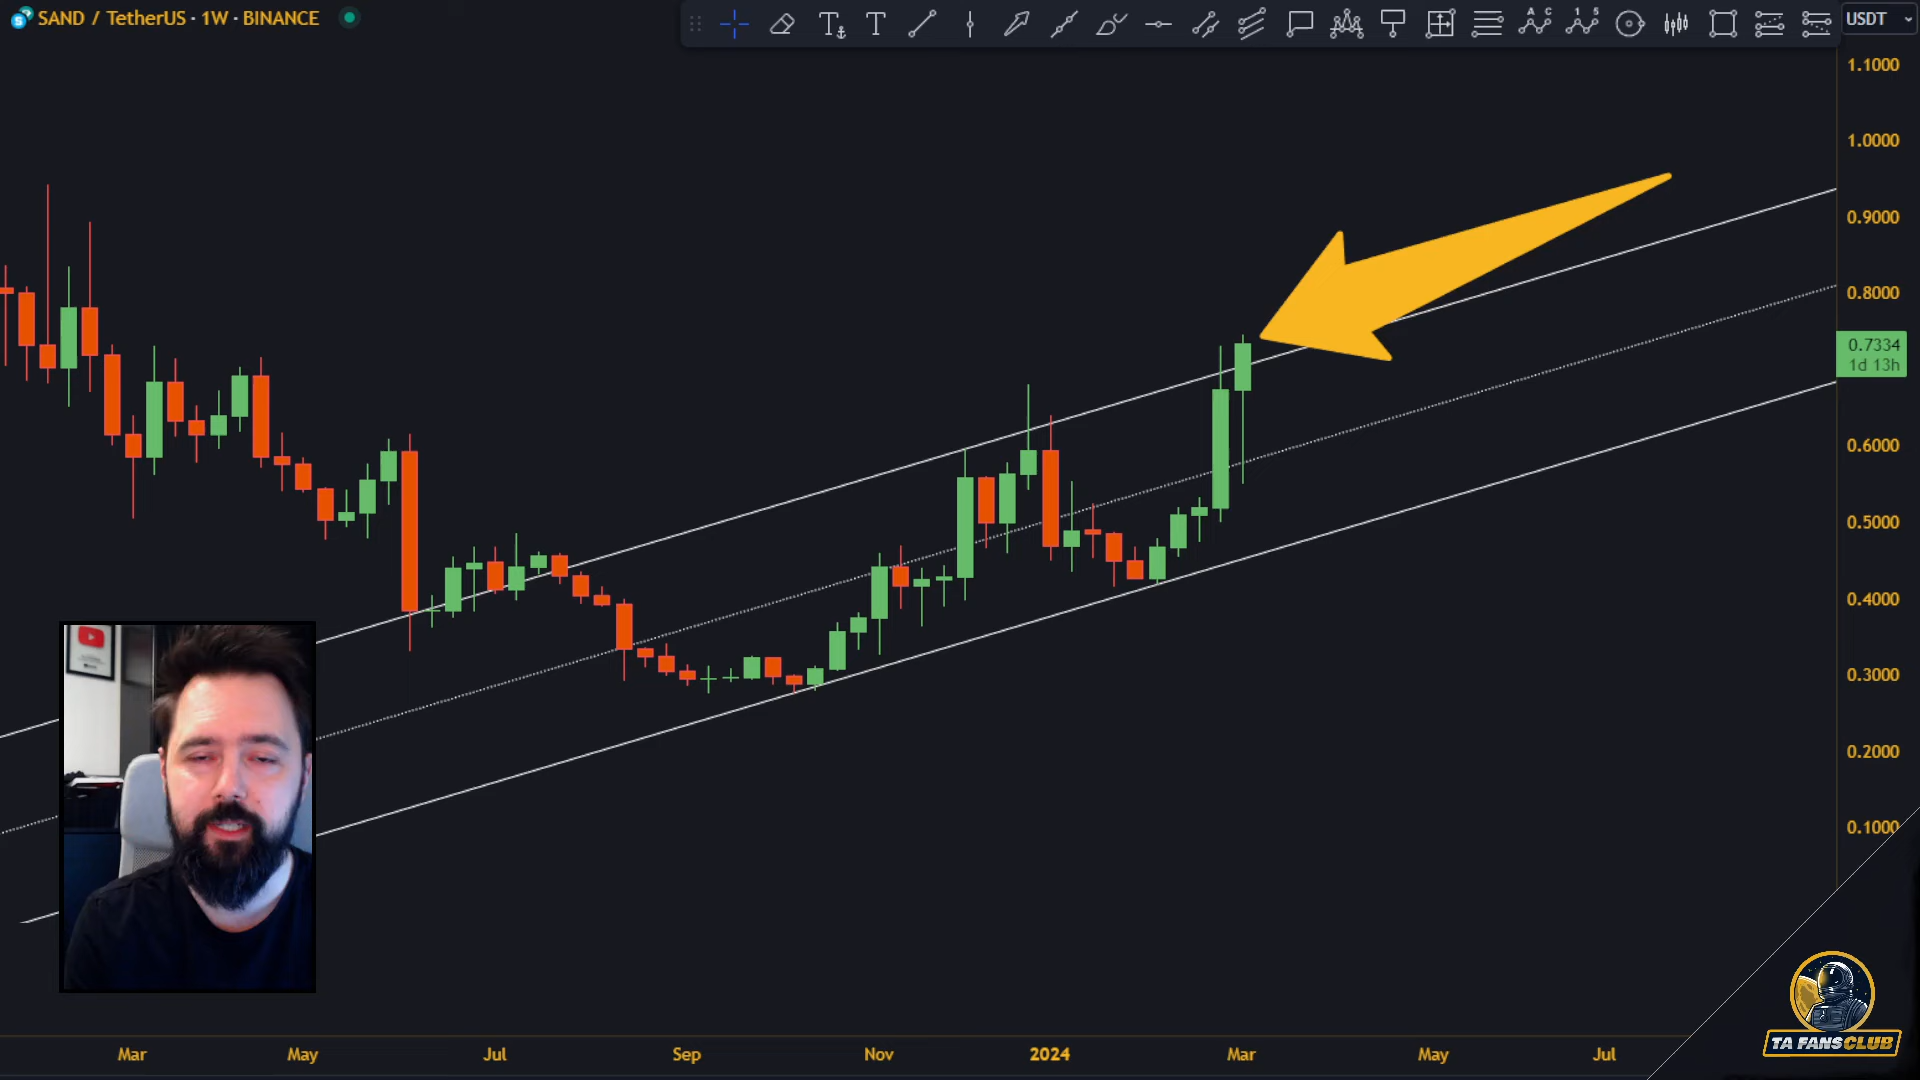 SAND / TetherUS · 1W · BINANCE
USDT
1.1000
1.0000
0.9000
0.8000
0.7334
1d 13h
0.6000
0.5000
0.4000
0.3000
0.2000
0.1000
Mar
May
Jul
Sep
Nov
2024
Mar
May
Jul
TA FANSCLUB